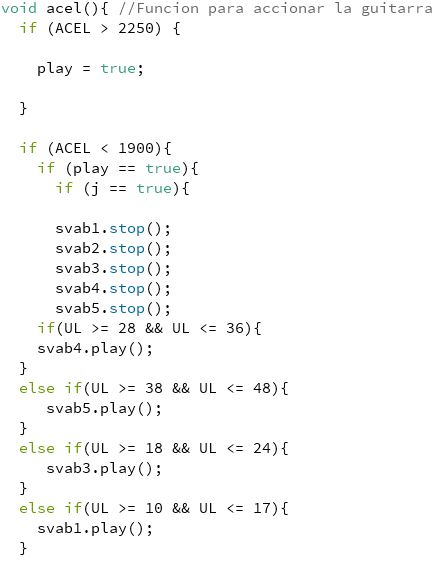 void acel(){ //Funcion para accionar la guitarra
if (ACEL > 2250) {
play = true;
}
if (ACEL < 1900){
if (play == true){
if (j == true){
svab1.stop();
svab2.stop();
svab3.stop();
svab4.stop();
svab5.stop();
if(UL >= 28 && UL <= 36){
svab4.play();
}
else if(UL >= 38 && UL <= 48){
svab5.play();
}
else if(UL >= 18 && UL <= 24){
svab3.play();
}
else if(UL >= 10 && UL <= 17){
svab1.play();
}